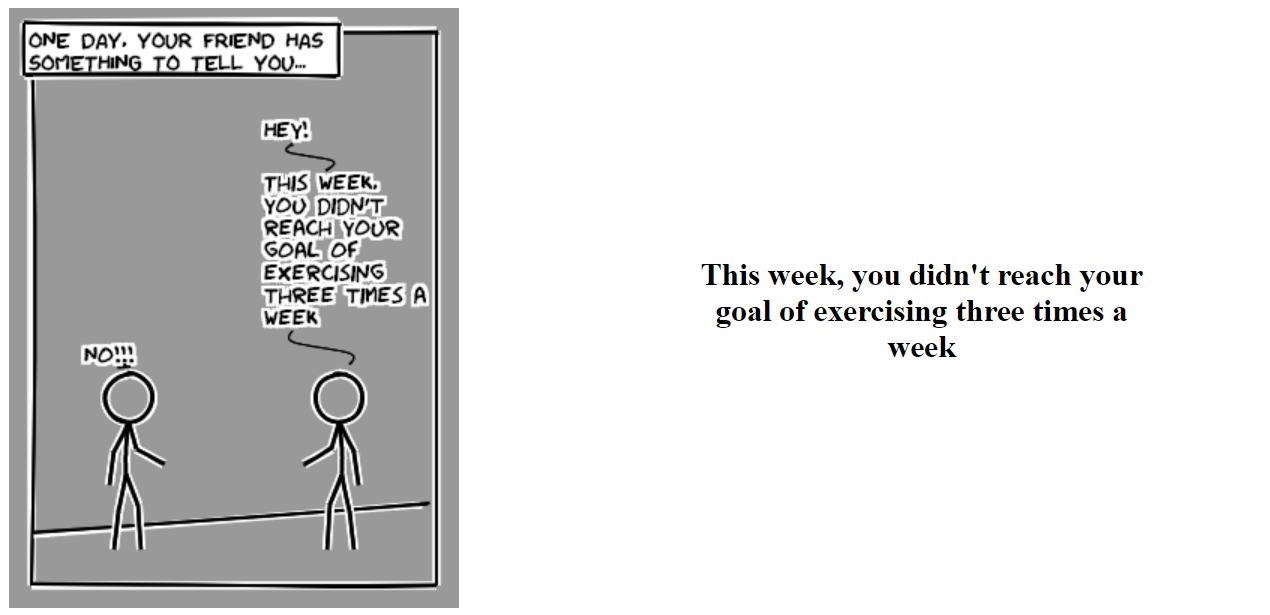 ONE DAY, YOUR FRIEND HAS
SOMETHING TO TELL YOU...
HEY!
THIS WEEK,
YOU DIDN'T
REACH YOUR
GOAL OF
EXERCISING
THREE TIMES A
WEEK
NO!!!
This week, you didn't reach your
goal of exercising three times a
week